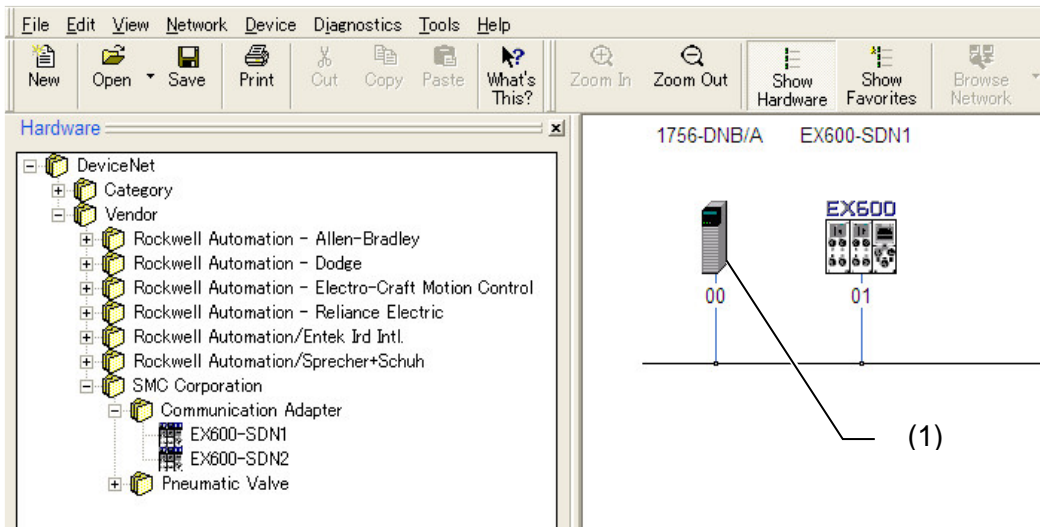 File Edit View Network Device Diagnostics Tools Help
New Open Save Print Cut Copy Paste What's This? Zoom In Zoom Out Show Hardware Show Favorites Browse Network
Hardware
DeviceNet
Category
Vendor
Rockwell Automation - Allen-Bradley
Rockwell Automation - Dodge
Rockwell Automation - Electro-Craft Motion Control
Rockwell Automation - Reliance Electric
Rockwell Automation/Entek Ird Intl.
Rockwell Automation/Sprecher+Schuh
SMC Corporation
Communication Adapter
EX600-SDN1
EX600-SDN2
Pneumatic Valve
1756-DNB/A EX600-SDN1
EX600
00 01
(1)